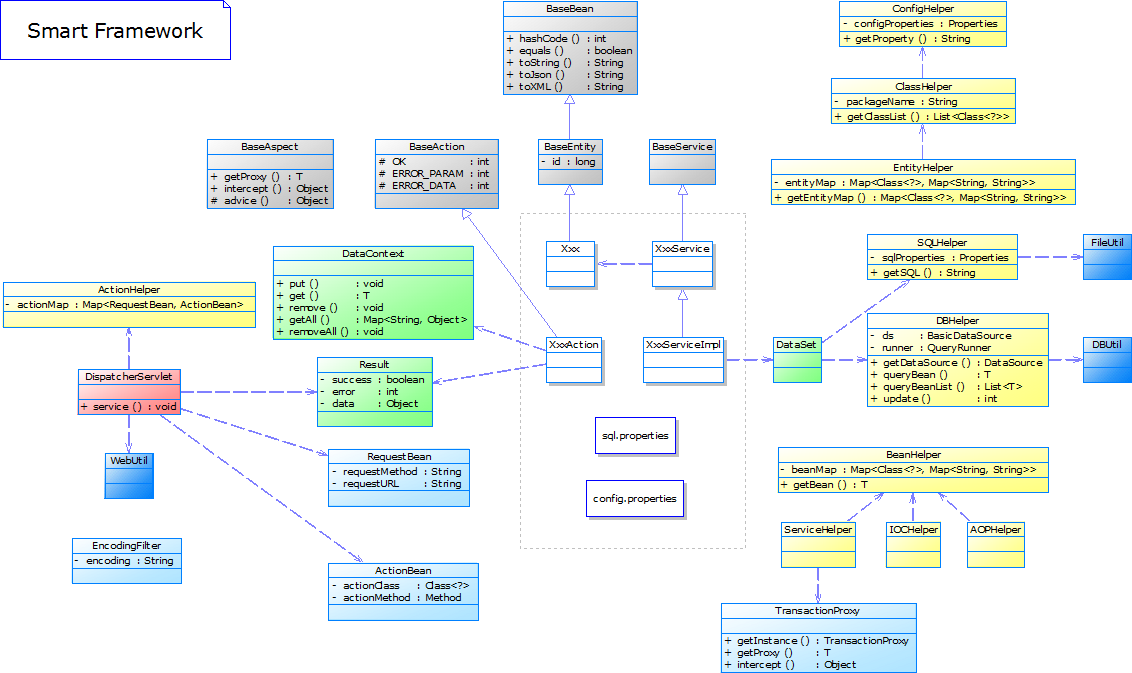 Smart Framework
BaseBean
+ hashCode () : int
+ equals () : boolean
+ toString () : String
+ toJson () : String
+ toXML () : String
ConfigHelper
- configProperties : Properties
+ getProperty () : String
ClassHelper
- packageName : String
+ getClassList () : List<Class<?>>
EntityHelper
- entityMap : Map<Class<?>, Map<String, String>>
+ getEntityMap () : Map<Class<?>, Map<String, String>>
BaseAspect
+ getProxy () : T
+ intercept () : Object
# advice () : Object
BaseAction
# OK : int
# ERROR_PARAM : int
# ERROR_DATA : int
BaseEntity
- id : long
BaseService
Xxx
XxxService
DataContext
+ put () : void
+ get () : T
+ remove () : void
+ getAll () : Map<String, Object>
+ removeAll () : void
SQLHelper
- sqlProperties : Properties
+ getSQL () : String
FileUtil
ActionHelper
- actionMap : Map<RequestBean, ActionBean>
DBHelper
- ds : BasicDataSource
- runner : QueryRunner
+ getDataSource () : DataSource
+ queryBean () : T
+ queryBeanList () : List<T>
+ update () : int
DBUtil
XxxAction
XxxServiceImpl
DataSet
Result
- success : boolean
- error : int
- data : Object
DispatcherServlet
+ service () : void
sql.properties
WebUtil
RequestBean
- requestMethod : String
- requestURL : String
BeanHelper
- beanMap : Map<Class<?>, Map<String, String>>
+ getBean () : T
config.properties
ServiceHelper
IOCHelper
AOPHelper
EncodingFilter
- encoding : String
ActionBean
- actionClass : Class<?>
- actionMethod : Method
TransactionProxy
+ getInstance () : TransactionProxy
+ getProxy () : T
+ intercept () : Object